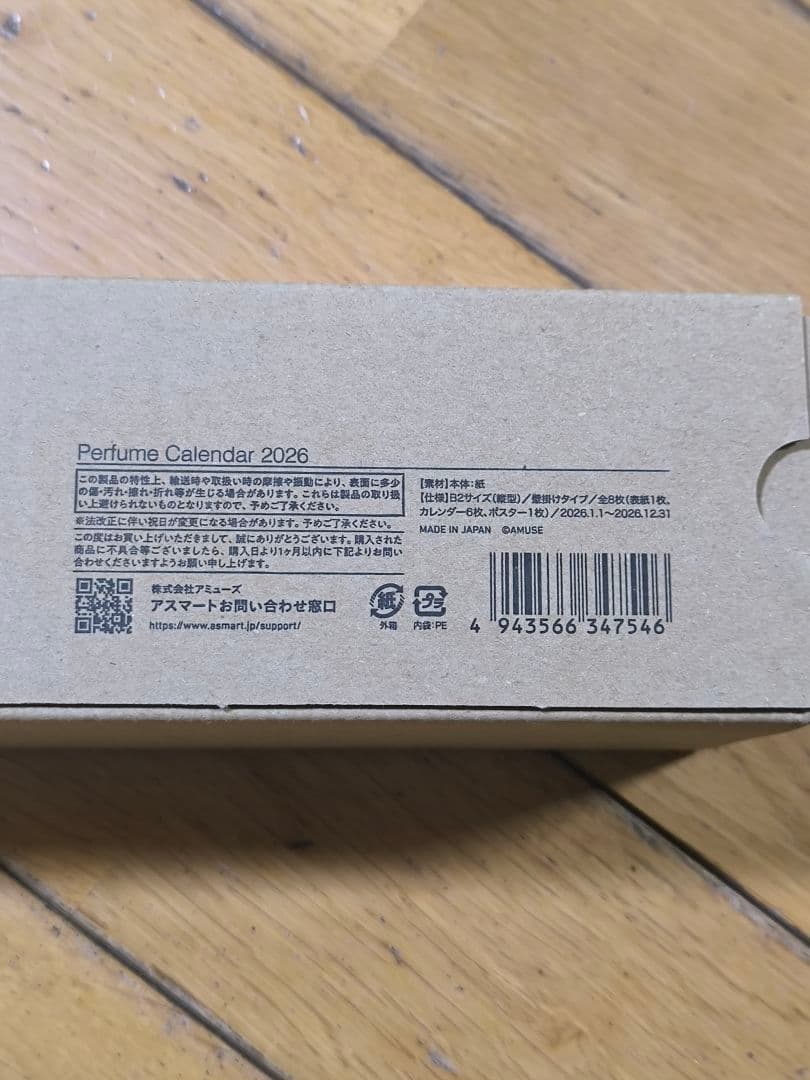 Perfume Calendar 2026
この製品の特性上、輸送時や取扱い時の摩擦や振動により、表面に多少
の傷・汚れ・擦れ・折れ等が生じる場合があります。これらは製品の取り扱
い上避けられないものとなりますので、予めご了承ください。
※法改正に伴い祝日が変更になる場合があります。予めご了承ください。
この度はお買い上げいただきまして、誠にありがとうございます。購入された
商品に不具合等ございましたら、購入日より1ヶ月以内に下記よりお問い
合わせくださいますようお願い申し上げます。
株式会社アミューズ
アスマートお問い合わせ窓口
https://www.asmart.jp/support/
【素材】本体:紙
【仕様】B2サイズ(縦型)/壁掛けタイプ/全8枚(表紙1枚、
カレンダー6枚、ポスター1枚)/2026.1.1〜2026.12.31
MADE IN JAPAN ©AMUSE
紙
外箱
プラ
内袋:PE
4 943566 347546